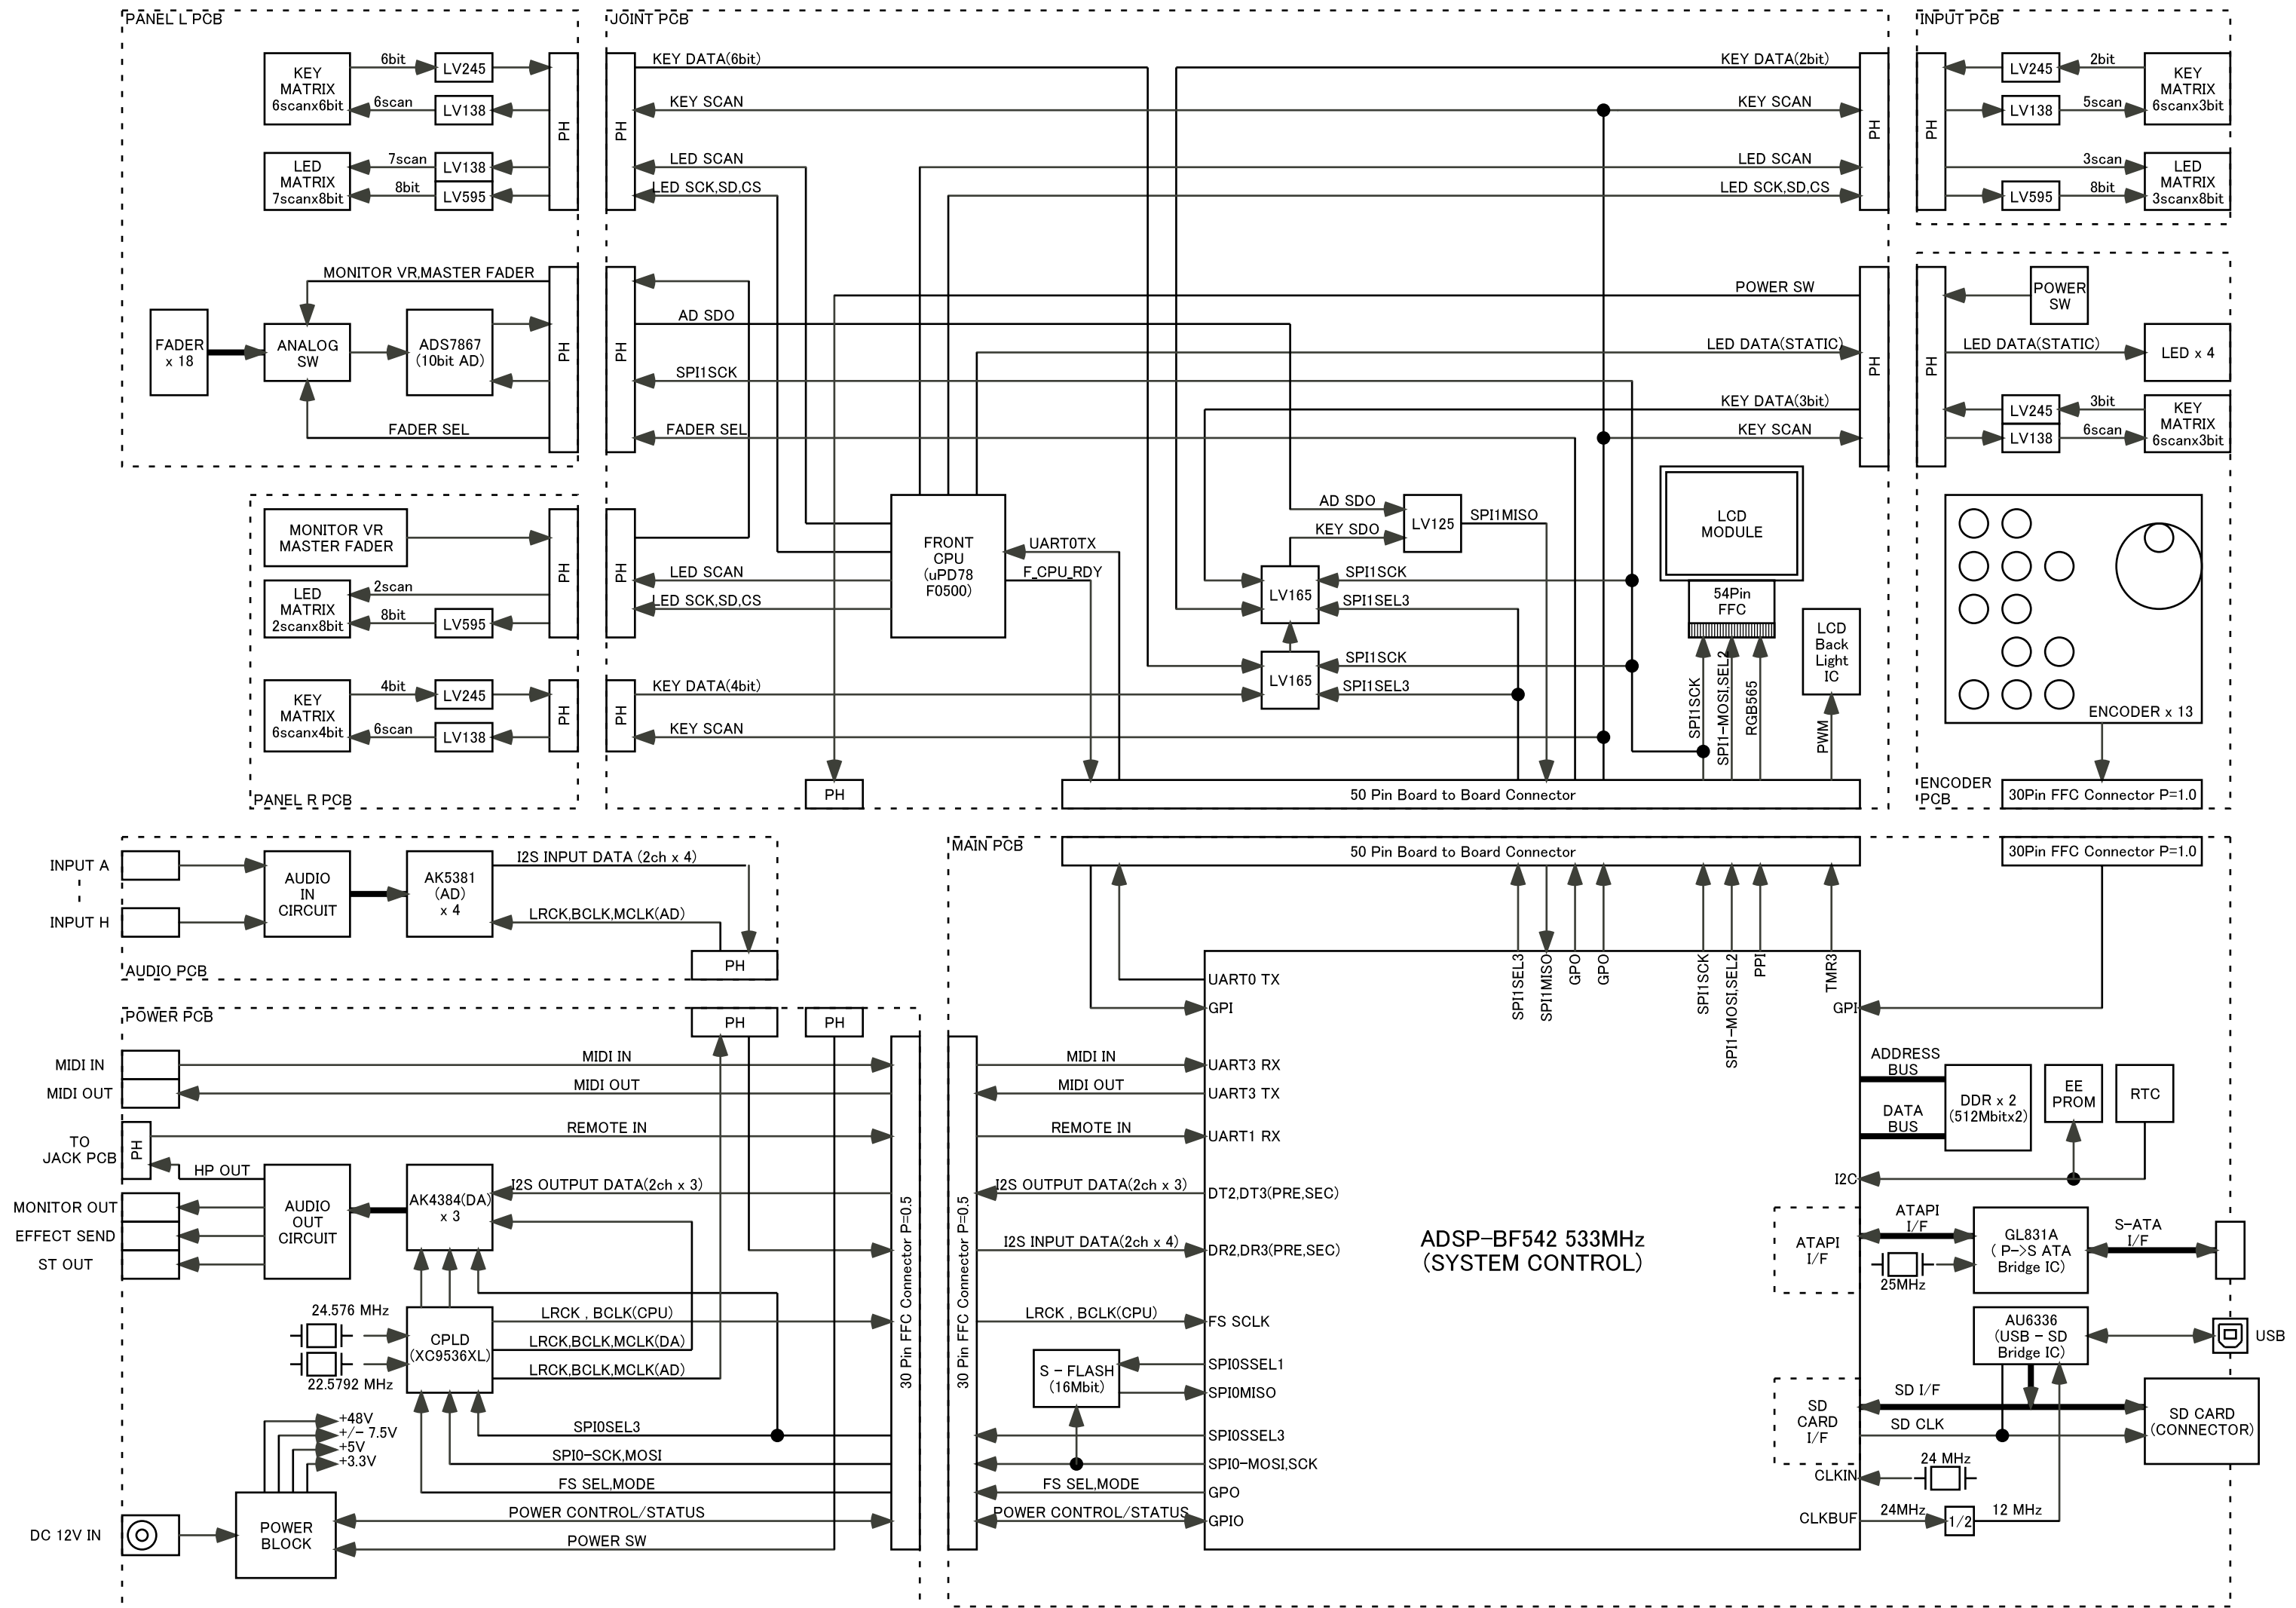 PANEL L PCB
KEY
MATRIX
6scanx6bit
6bit
LV245
6scan
LV138
LED
MATRIX
7scanx8bit
7scan
LV138
8bit
LV595
PH
MONITOR VR,MASTER FADER
FADER
x 18
ANALOG
SW
ADS7867
(10bit AD)
PH
FADER SEL
MONITOR VR
MASTER FADER
LED
MATRIX
2scanx8bit
2scan
8bit
LV595
PH
KEY
MATRIX
6scanx4bit
4bit
LV245
6scan
LV138
PH
PANEL R PCB
JOINT PCB
PH
KEY DATA(6bit)
KEY SCAN
LED SCAN
LED SCK,SD,CS
KEY DATA(2bit)
KEY SCAN
LED SCAN
LED SCK,SD,CS
PH
PH
AD SDO
SPI1SCK
FADER SEL
POWER SW
LED DATA(STATIC)
KEY DATA(3bit)
KEY SCAN
PH
PH
LED SCAN
LED SCK,SD,CS
FRONT
CPU
(uPD78
F0500)
UART0TX
F_CPU_RDY
AD SDO
KEY SDO
LV125
SPI1MISO
LV165
SPI1SCK
SPI1SEL3
LV165
SPI1SCK
SPI1SEL3
LCD
MODULE
54Pin
FFC
LCD
Back
Light
IC
SPI1SCK
SPI1-MOSI,SEL2
RGB565
PWM
PH
KEY DATA(4bit)
KEY SCAN
PH
50 Pin Board to Board Connector
INPUT PCB
PH
LV245
2bit
KEY
MATRIX
6scanx3bit
LV138
5scan
3scan
LED
MATRIX
3scanx8bit
LV595
8bit
PH
POWER
SW
LED DATA(STATIC)
LED x 4
LV245
3bit
KEY
MATRIX
6scanx3bit
LV138
6scan
ENCODER x 13
ENCODER
PCB
30Pin FFC Connector P=1.0
INPUT A
INPUT H
AUDIO
IN
CIRCUIT
AK5381
(AD)
x 4
I2S INPUT DATA (2ch x 4)
LRCK,BCLK,MCLK(AD)
PH
AUDIO PCB
POWER PCB
PH
PH
MIDI IN
MIDI IN
MIDI OUT
MIDI OUT
REMOTE IN
TO
JACK PCB
PH
HP OUT
MONITOR OUT
EFFECT SEND
ST OUT
AUDIO
OUT
CIRCUIT
AK4384(DA)
x 3
I2S OUTPUT DATA(2ch x 3)
24.576 MHz
22.5792 MHz
CPLD
(XC9536XL)
LRCK , BCLK(CPU)
LRCK,BCLK,MCLK(DA)
LRCK,BCLK,MCLK(AD)
+48V
+/- 7.5V
+5V
+3.3V
SPI0SEL3
SPI0-SCK,MOSI
FS SEL,MODE
POWER CONTROL/STATUS
POWER SW
DC 12V IN
POWER
BLOCK
30 Pin FFC Connector P=0.5
MAIN PCB
50 Pin Board to Board Connector
30Pin FFC Connector P=1.0
30 Pin FFC Connector P=0.5
MIDI IN
MIDI OUT
REMOTE IN
I2S OUTPUT DATA(2ch x 3)
I2S INPUT DATA(2ch x 4)
LRCK , BCLK(CPU)
S - FLASH
(16Mbit)
FS SEL,MODE
POWER CONTROL/STATUS
UART0 TX
GPI
UART3 RX
UART3 TX
UART1 RX
DT2,DT3(PRE,SEC)
DR2,DR3(PRE,SEC)
FS SCLK
SPI0SSEL1
SPI0MISO
SPI0SSEL3
SPI0-MOSI,SCK
GPO
GPIO
SPI1SEL3
SPI1MISO
GPO
GPO
SPI1SCK
SPI1-MOSI,SEL2
PPI
TMR3
ADSP-BF542 533MHz
(SYSTEM CONTROL)
GPI
ADDRESS
BUS
DATA
BUS
DDR x 2
(512Mbitx2)
EE
PROM
RTC
I2C
ATAPI
I/F
ATAPI
I/F
25MHz
GL831A
( P->S ATA
Bridge IC)
S-ATA
I/F
AU6336
(USB - SD
Bridge IC)
USB
SD
CARD
I/F
SD I/F
SD CLK
SD CARD
(CONNECTOR)
CLKIN
24 MHz
CLKBUF
24MHz
1/2
12 MHz